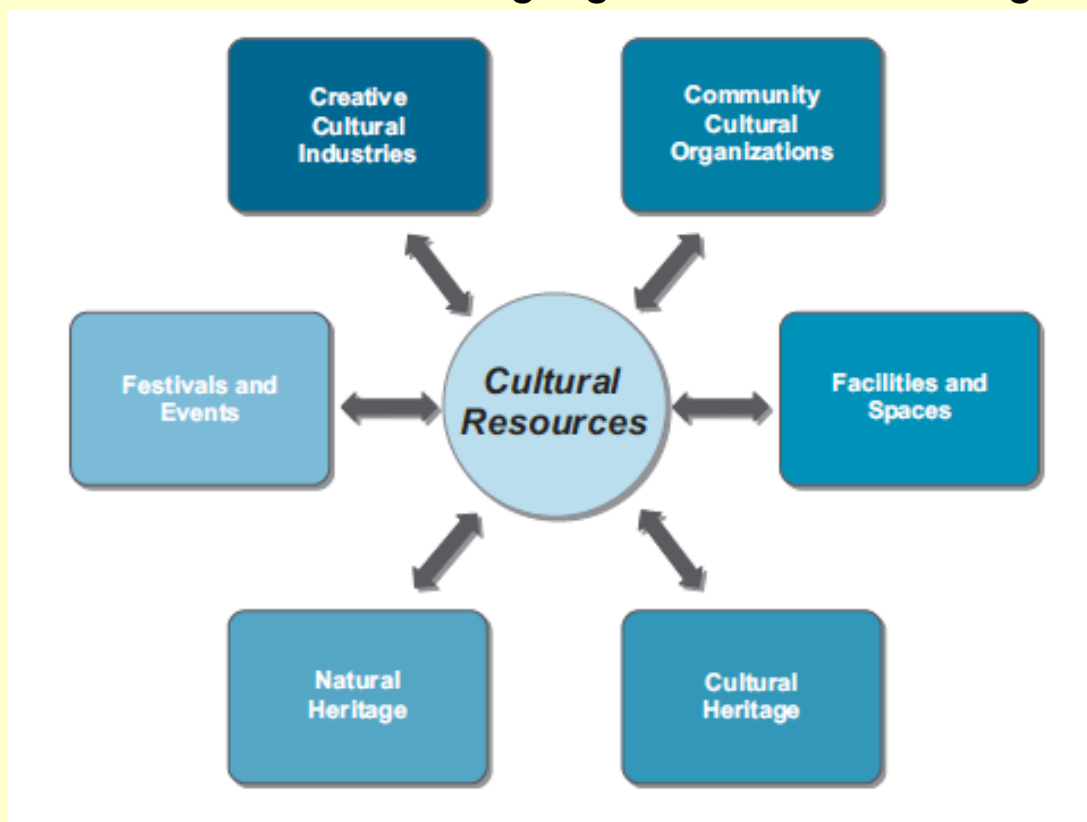 Creative
Cultural
Industries
Community
Cultural
Organizations
Festivals and
Events
Cultural
Resources
Facilities and
Spaces
Natural
Heritage
Cultural
Heritage